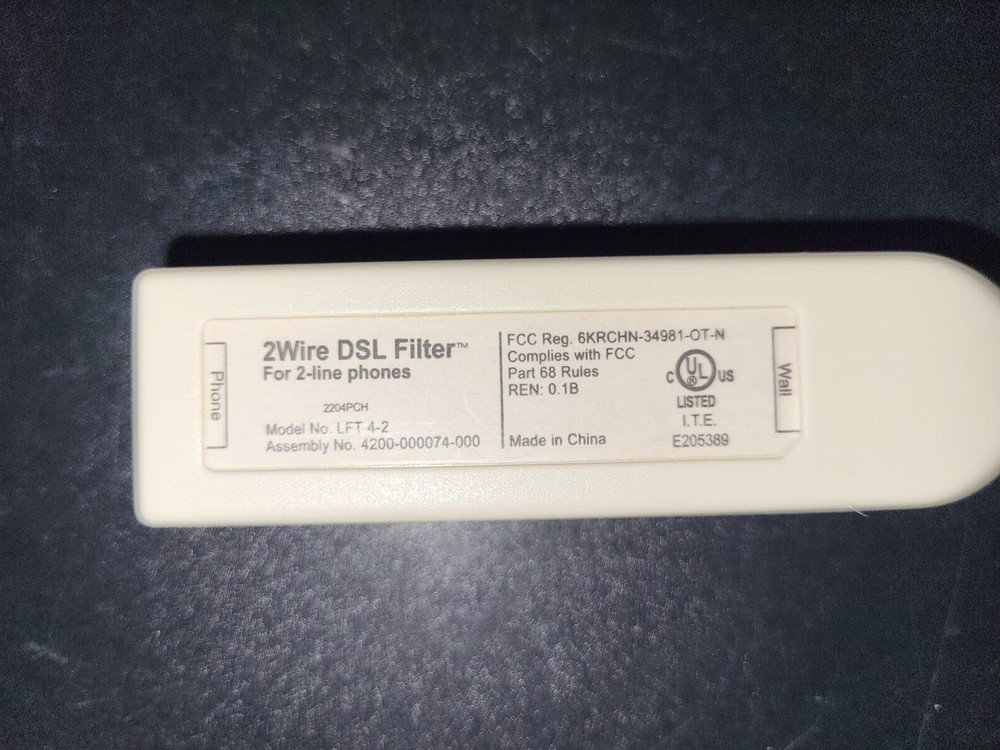 Phone
2Wire DSL Filter™
For 2-line phones
2204PCH
Model No. LFT 4-2
Assembly No. 4200-000074-000
FCC Reg. 6KRCHN-34981-OT-N
Complies with FCC
Part 68 Rules
REN: 0.1B
Made in China
C UL ® US
LISTED
I.T.E.
E205389
Wall